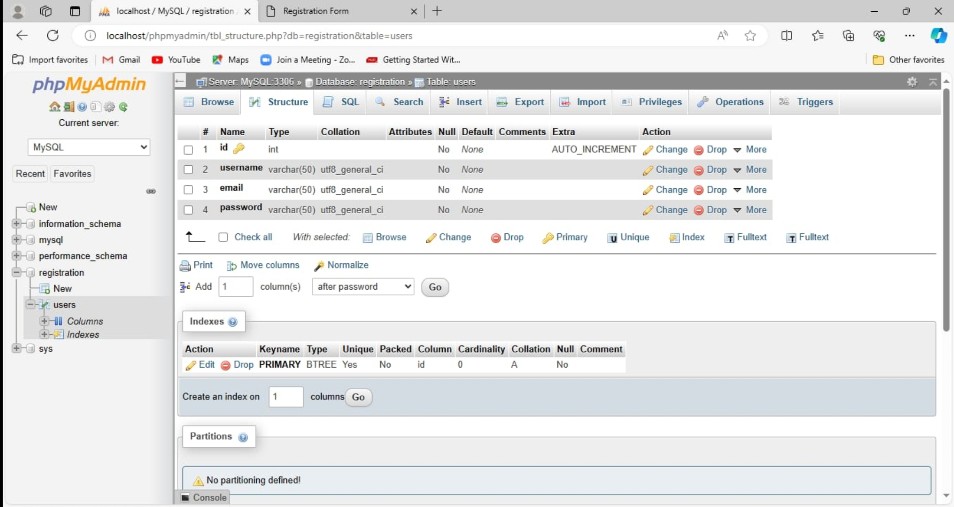 localhost / MySQL / registration
Registration Form
localhost/phpmyadmin/tbl_structure.php?db=registration&table=users
Import favorites
Gmail
YouTube
Maps
Join a Meeting - Zo...
Getting Started Wit...
Other favorites
phpMyAdmin
Current server:
MySQL
Recent Favorites
New
information_schema
mysql
performance_schema
registration
New
users
Columns
Indexes
sys
Server: MySQL:3306 » Database: registration » Table: users
Browse Structure SQL Search Insert Export Import Privileges Operations Triggers
# Name Type Collation Attributes Null Default Comments Extra Action
1 id int No None AUTO_INCREMENT Change Drop More
2 username varchar(50) utf8_general_ci No None Change Drop More
3 email varchar(50) utf8_general_ci No None Change Drop More
4 password varchar(50) utf8_general_ci No None Change Drop More
Check all With selected: Browse Change Drop Primary Unique Index Fulltext Fulltext
Print Move columns Normalize
Add 1 column(s) after password Go
Indexes
Action Keyname Type Unique Packed Column Cardinality Collation Null Comment
Edit Drop PRIMARY BTREE Yes No id 0 A No
Create an index on 1 columns Go
Partitions
No partitioning defined!
Console